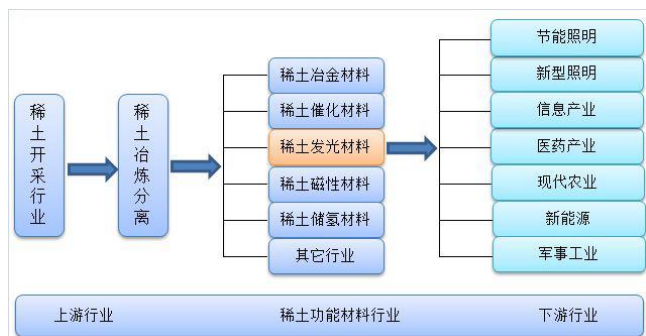 稀土开采行业
稀土冶炼分离
稀土冶金材料
稀土催化材料
稀土发光材料
稀土磁性材料
稀土储氢材料
其它行业
节能照明
新型照明
信息产业
医药产业
现代农业
新能源
军事工业
上游行业
稀土功能材料行业
下游行业